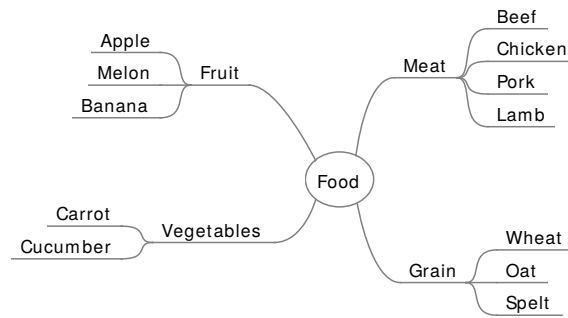 Food
Fruit
Apple
Melon
Banana
Vegetables
Carrot
Cucumber
Meat
Beef
Chicken
Pork
Lamb
Grain
Wheat
Oat
Spelt